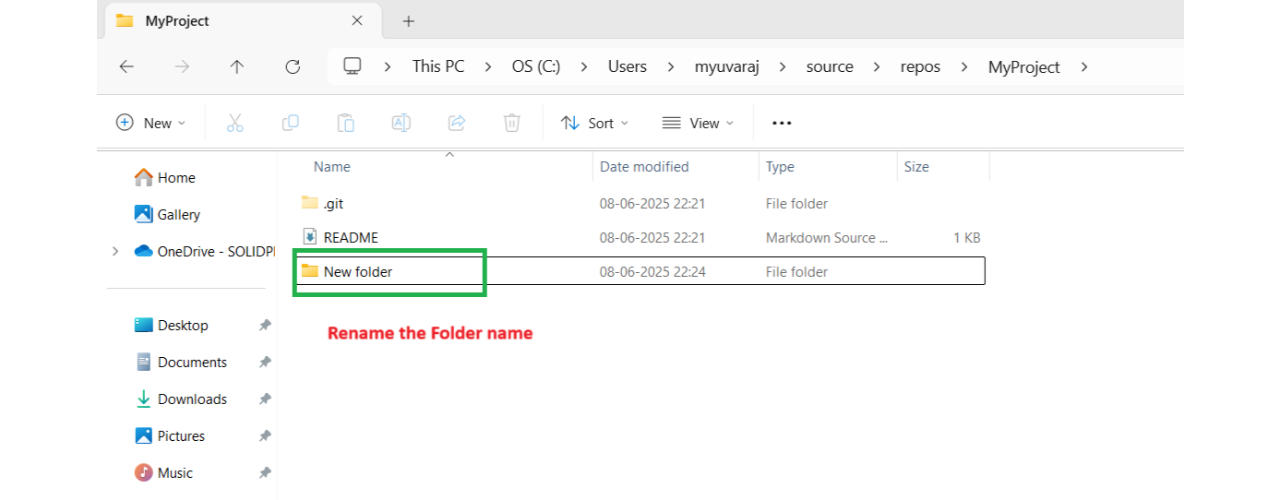 MyProject
This PC > OS (C:) > Users > myuvaraj > source > repos > MyProject >
New Sort View ...
Name Date modified Type Size
Home
Gallery
OneDrive - SOLIDP
Desktop
Documents
Downloads
Pictures
Music
.git 08-06-2025 22:21 File folder
README 08-06-2025 22:21 Markdown Source ... 1 KB
New folder 08-06-2025 22:24 File folder
Rename the Folder name